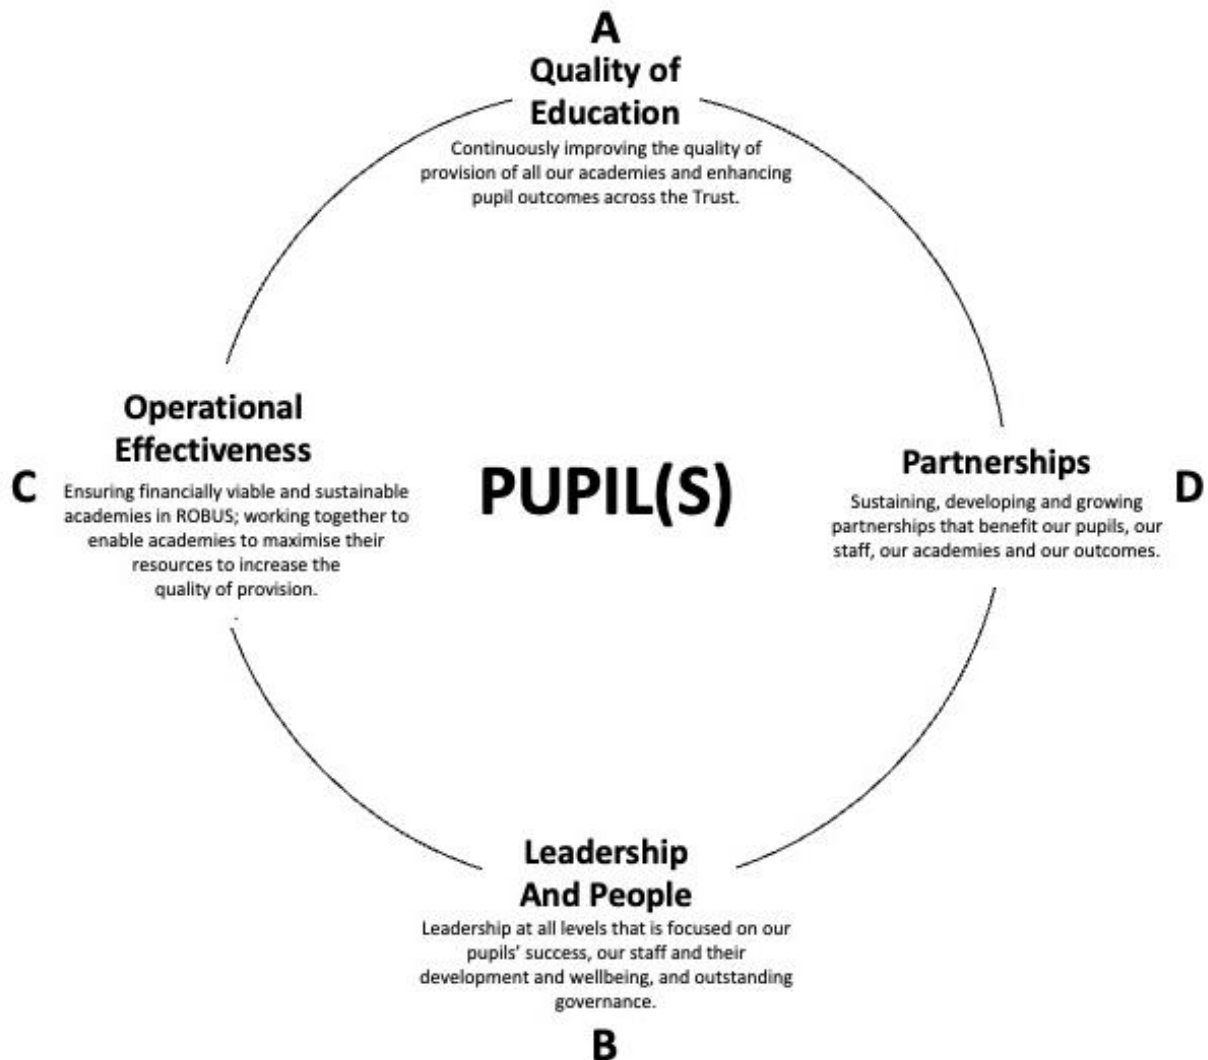 A
Quality of
Education
Continuously improving the quality of
provision of all our academies and enhancing
pupil outcomes across the Trust.
Operational
Effectiveness
C
Ensuring financially viable and sustainable
academies in ROBUS; working together to
enable academies to maximise their
resources to increase the
quality of provision.
PUPIL(S)
Partnerships
D
Sustaining, developing and growing
partnerships that benefit our pupils, our
staff, our academies and our outcomes.
Leadership
And People
Leadership at all levels that is focused on our
pupils’ success, our staff and their
development and wellbeing, and outstanding
governance.
B